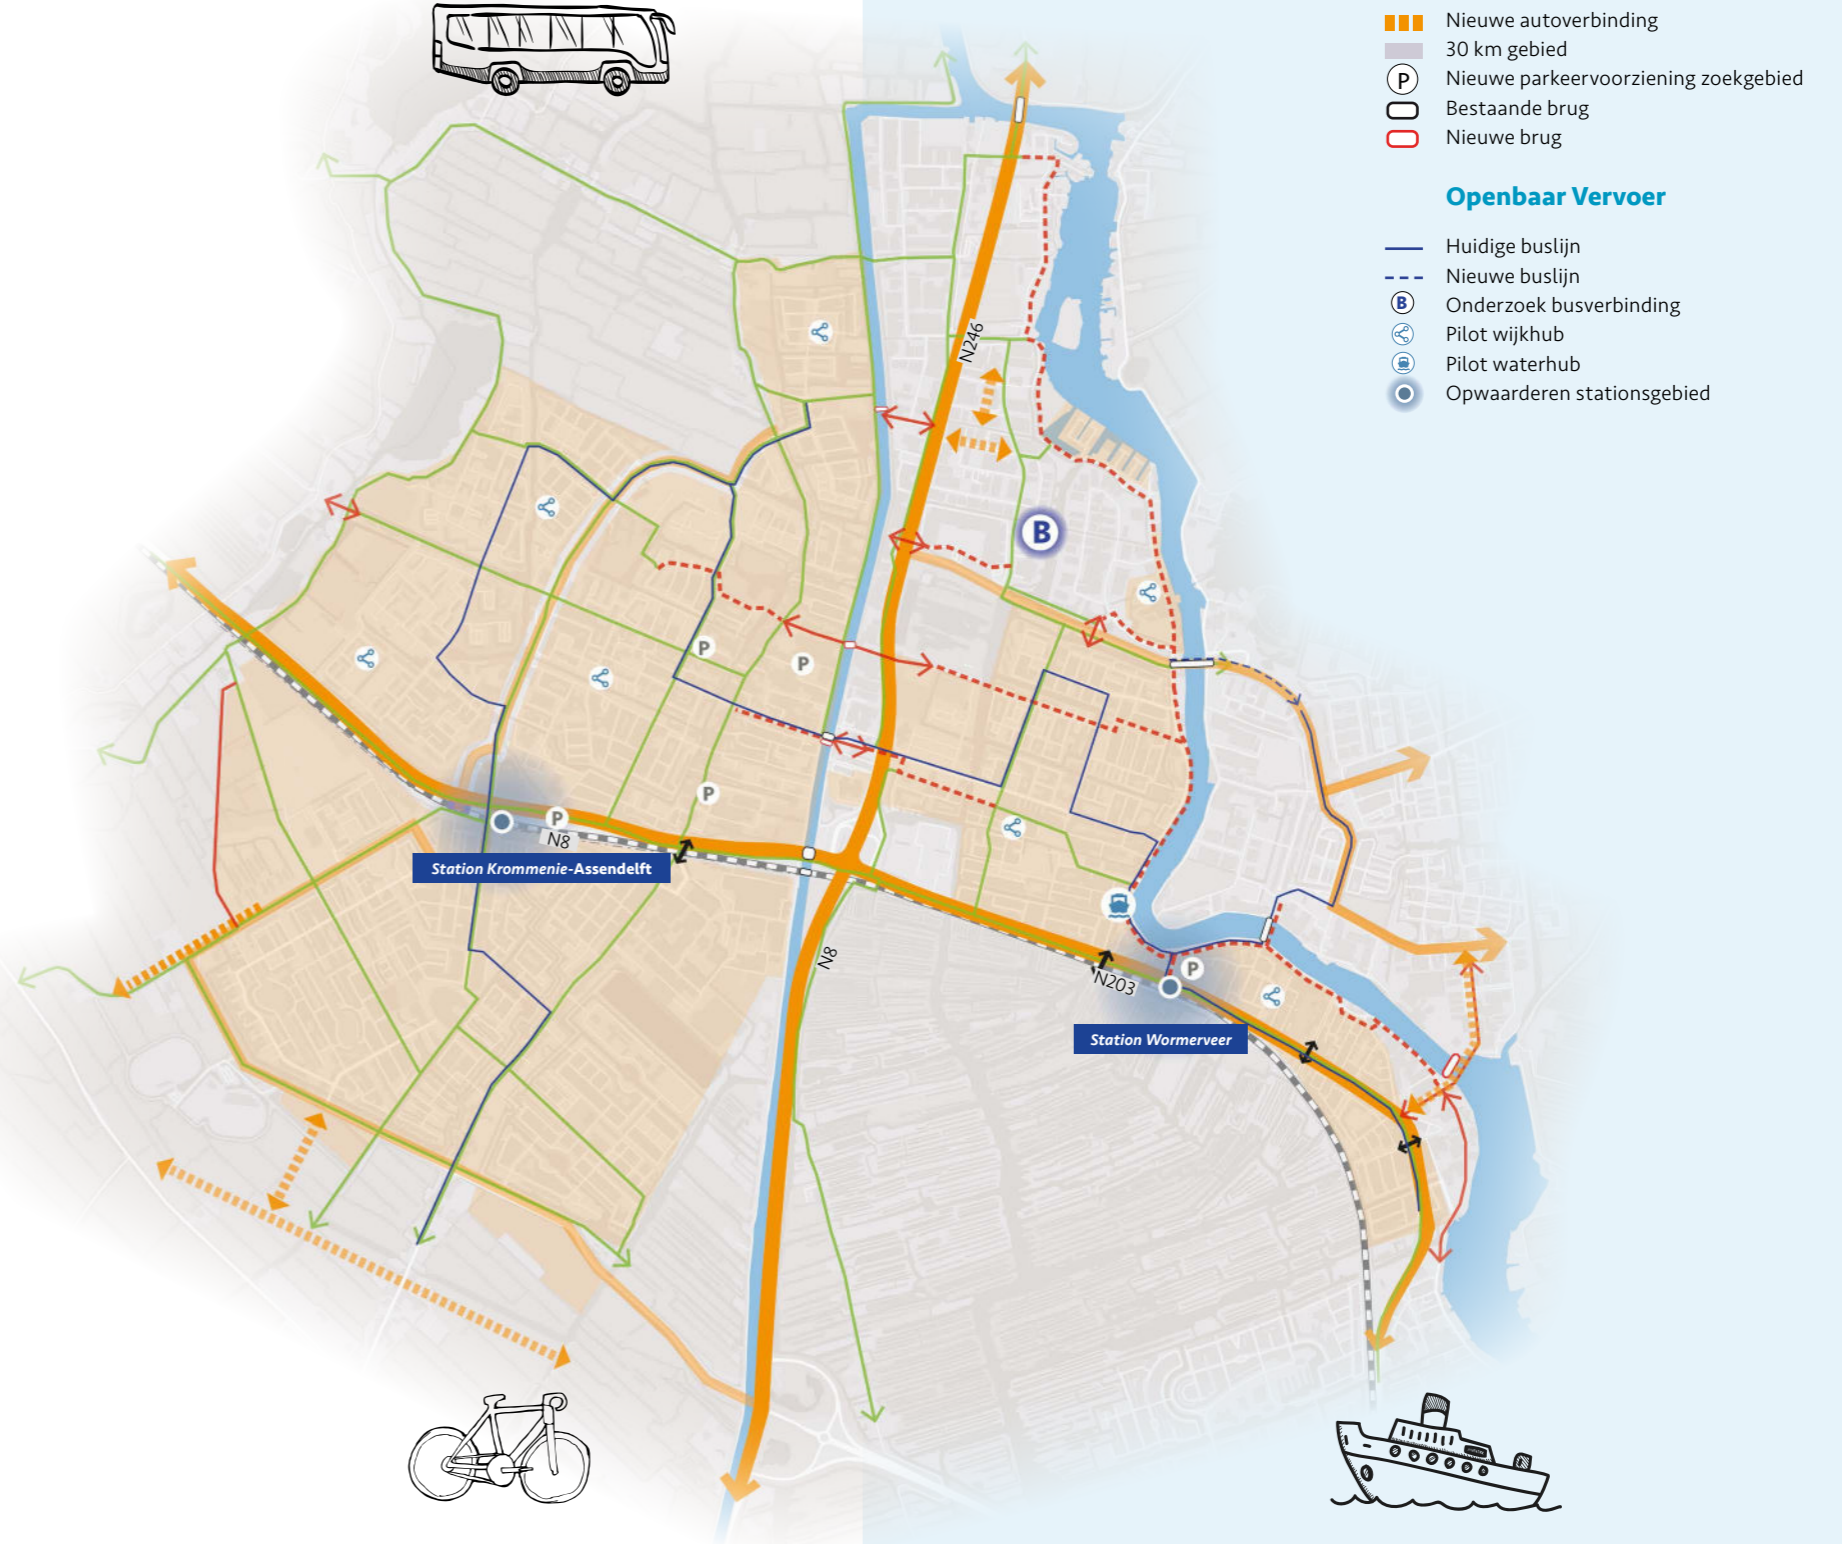 Nieuwe autoverbinding
30 km gebied
P Nieuwe parkeervoorziening zoekgebied
Bestaande brug
Nieuwe brug
Openbaar Vervoer
Huidige buslijn
Nieuwe buslijn
B Onderzoek busverbinding
Pilot wijkhub
Pilot waterhub
Opwaarderen stationsgebied
N246
B
P
P
P
P
N8
Station Krommenie-Assendelft
N8
P
N203
Station Wormerveer